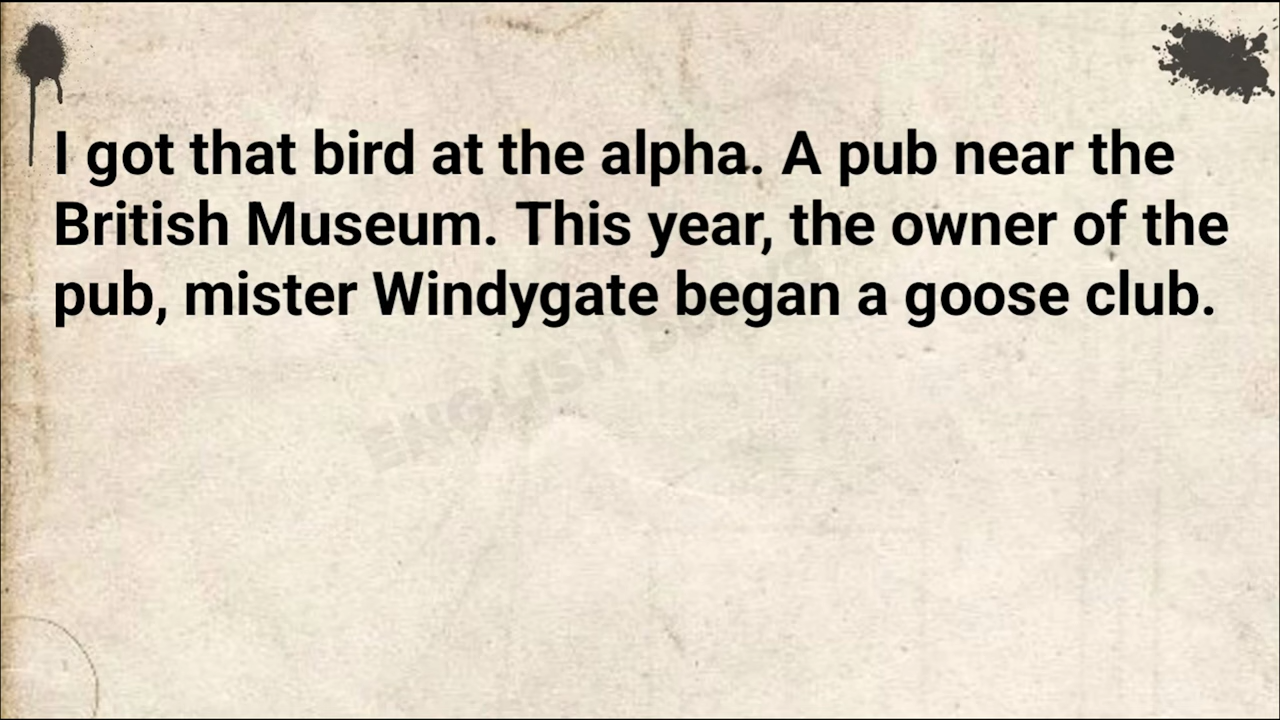 I got that bird at the alpha. A pub near the
British Museum. This year, the owner of the
pub, mister Windygate began a goose club.
ENGLISH